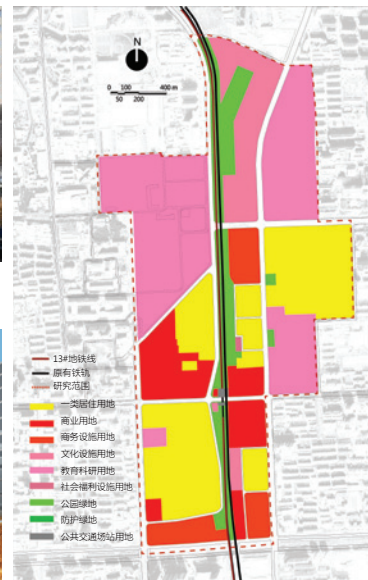 N
0 100 400 m
50 200
13#地铁线
原有铁轨
研究范围
一类居住用地
商业用地
商务设施用地
文化设施用地
教育科研用地
社会福利设施用地
公园绿地
防护绿地
公共交通场站用地